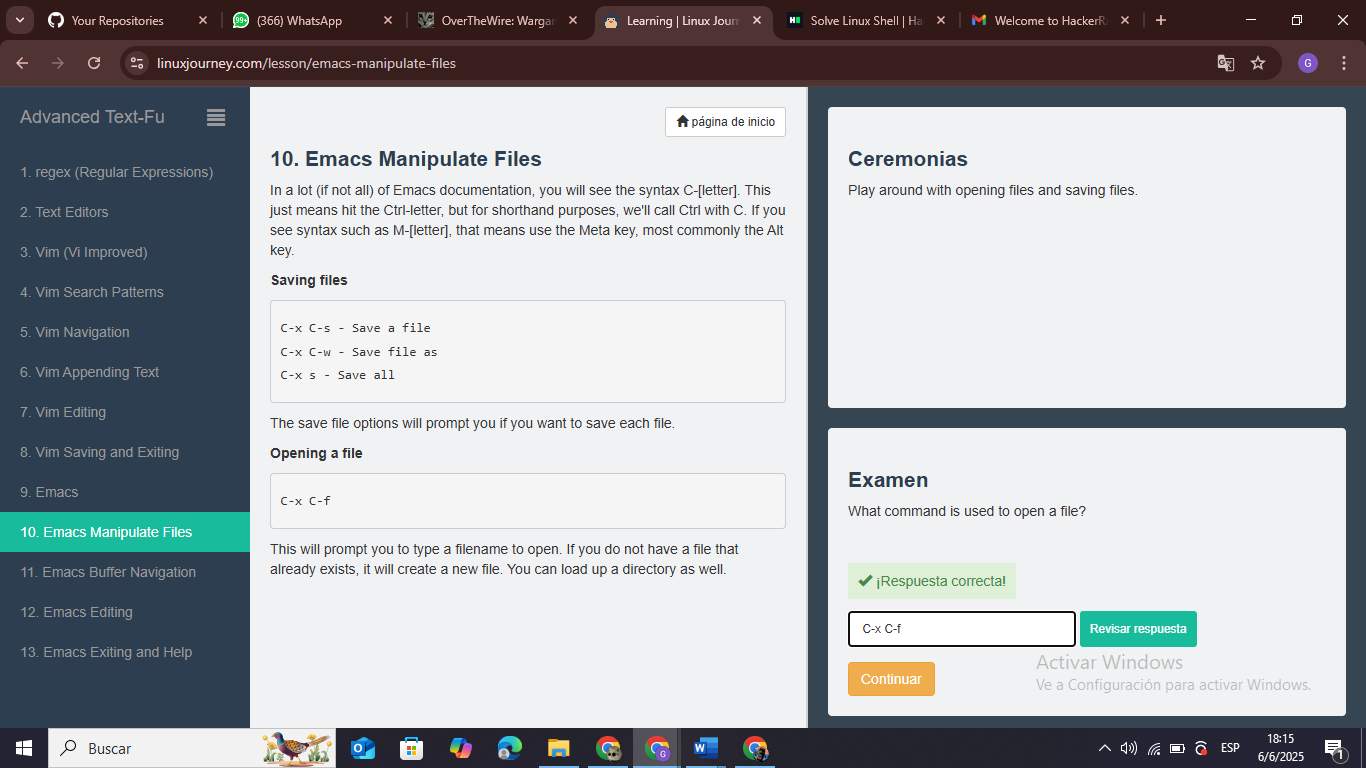 Your Repositories
(366) WhatsApp
OverTheWire: Wargar
Learning | Linux Jour
Solve Linux Shell | Ha
Welcome to HackerR
linuxjourney.com/lesson/emacs-manipulate-files
G
Advanced Text-Fu
1. regex (Regular Expressions)
2. Text Editors
3. Vim (Vi Improved)
4. Vim Search Patterns
5. Vim Navigation
6. Vim Appending Text
7. Vim Editing
8. Vim Saving and Exiting
9. Emacs
10. Emacs Manipulate Files
11. Emacs Buffer Navigation
12. Emacs Editing
13. Emacs Exiting and Help
página de inicio
10. Emacs Manipulate Files
In a lot (if not all) of Emacs documentation, you will see the syntax C-[letter]. This
just means hit the Ctrl-letter, but for shorthand purposes, we'll call Ctrl with C. If you
see syntax such as M-[letter], that means use the Meta key, most commonly the Alt
key.
Saving files
C-x C-s - Save a file
C-x C-w - Save file as
C-x s - Save all
The save file options will prompt you if you want to save each file.
Opening a file
C-x C-f
This will prompt you to type a filename to open. If you do not have a file that
already exists, it will create a new file. You can load up a directory as well.
Ceremonias
Play around with opening files and saving files.
Examen
What command is used to open a file?
¡Respuesta correcta!
C-x C-f
Revisar respuesta
Continuar
Activar Windows
Ve a Configuración para activar Windows.
Buscar
ESP
18:15
6/6/2025
1